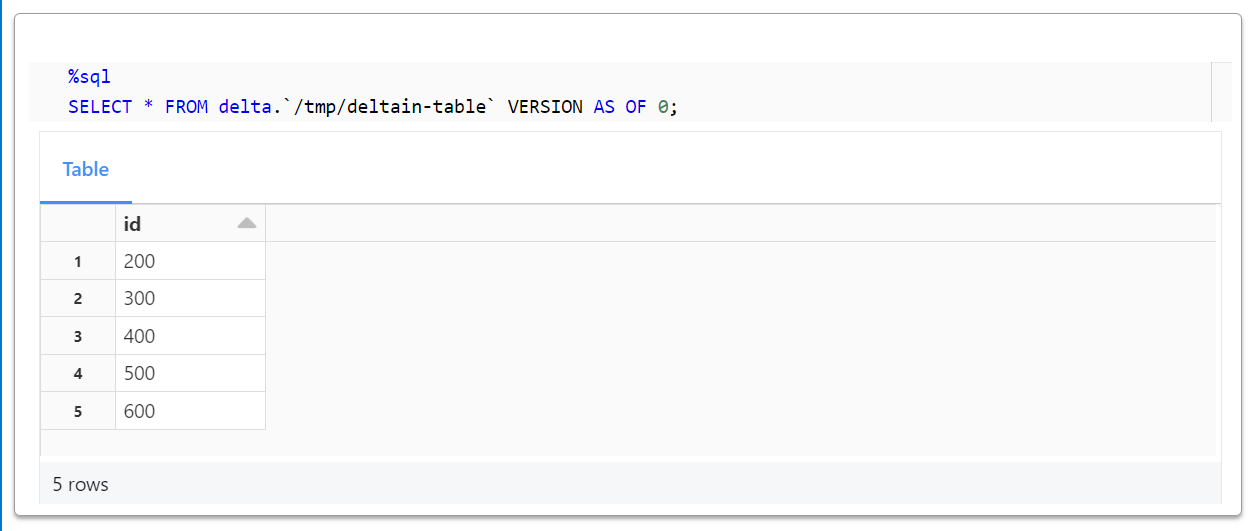 %sql
SELECT * FROM delta.`/tmp/deltain-table` VERSION AS OF 0;
Table
id
1 200
2 300
3 400
4 500
5 600
5 rows